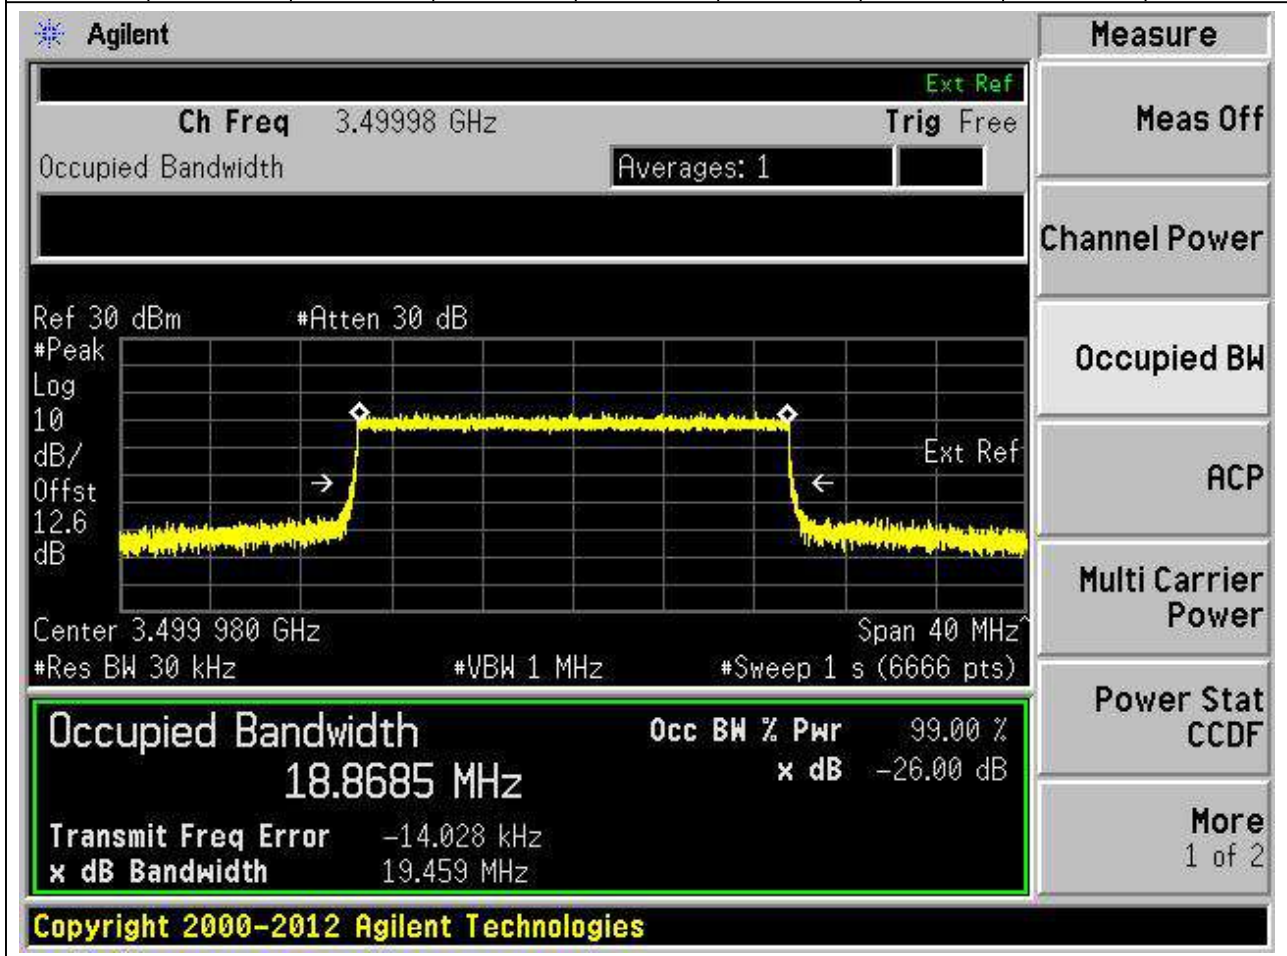 Agilent
Measure
Ext Ref
Ch Freq 3.49998 GHz Trig Free
Meas Off
Occupied Bandwidth Averages: 1
Channel Power
Ref 30 dBm #Atten 30 dB
#Peak
Log
10
dB/
Offst
12.6
dB
Ext Ref
Occupied BW
ACP
Multi Carrier
Power
Center 3.499 980 GHz Span 40 MHz^
#Res BW 30 kHz #VBW 1 MHz #Sweep 1 s (6666 pts)
Power Stat
CCDF
Occupied Bandwidth Occ BW % Pwr 99.00 %
18.8685 MHz x dB -26.00 dB
Transmit Freq Error -14.028 kHz
x dB Bandwidth 19.459 MHz
More
1 of 2
Copyright 2000-2012 Agilent Technologies